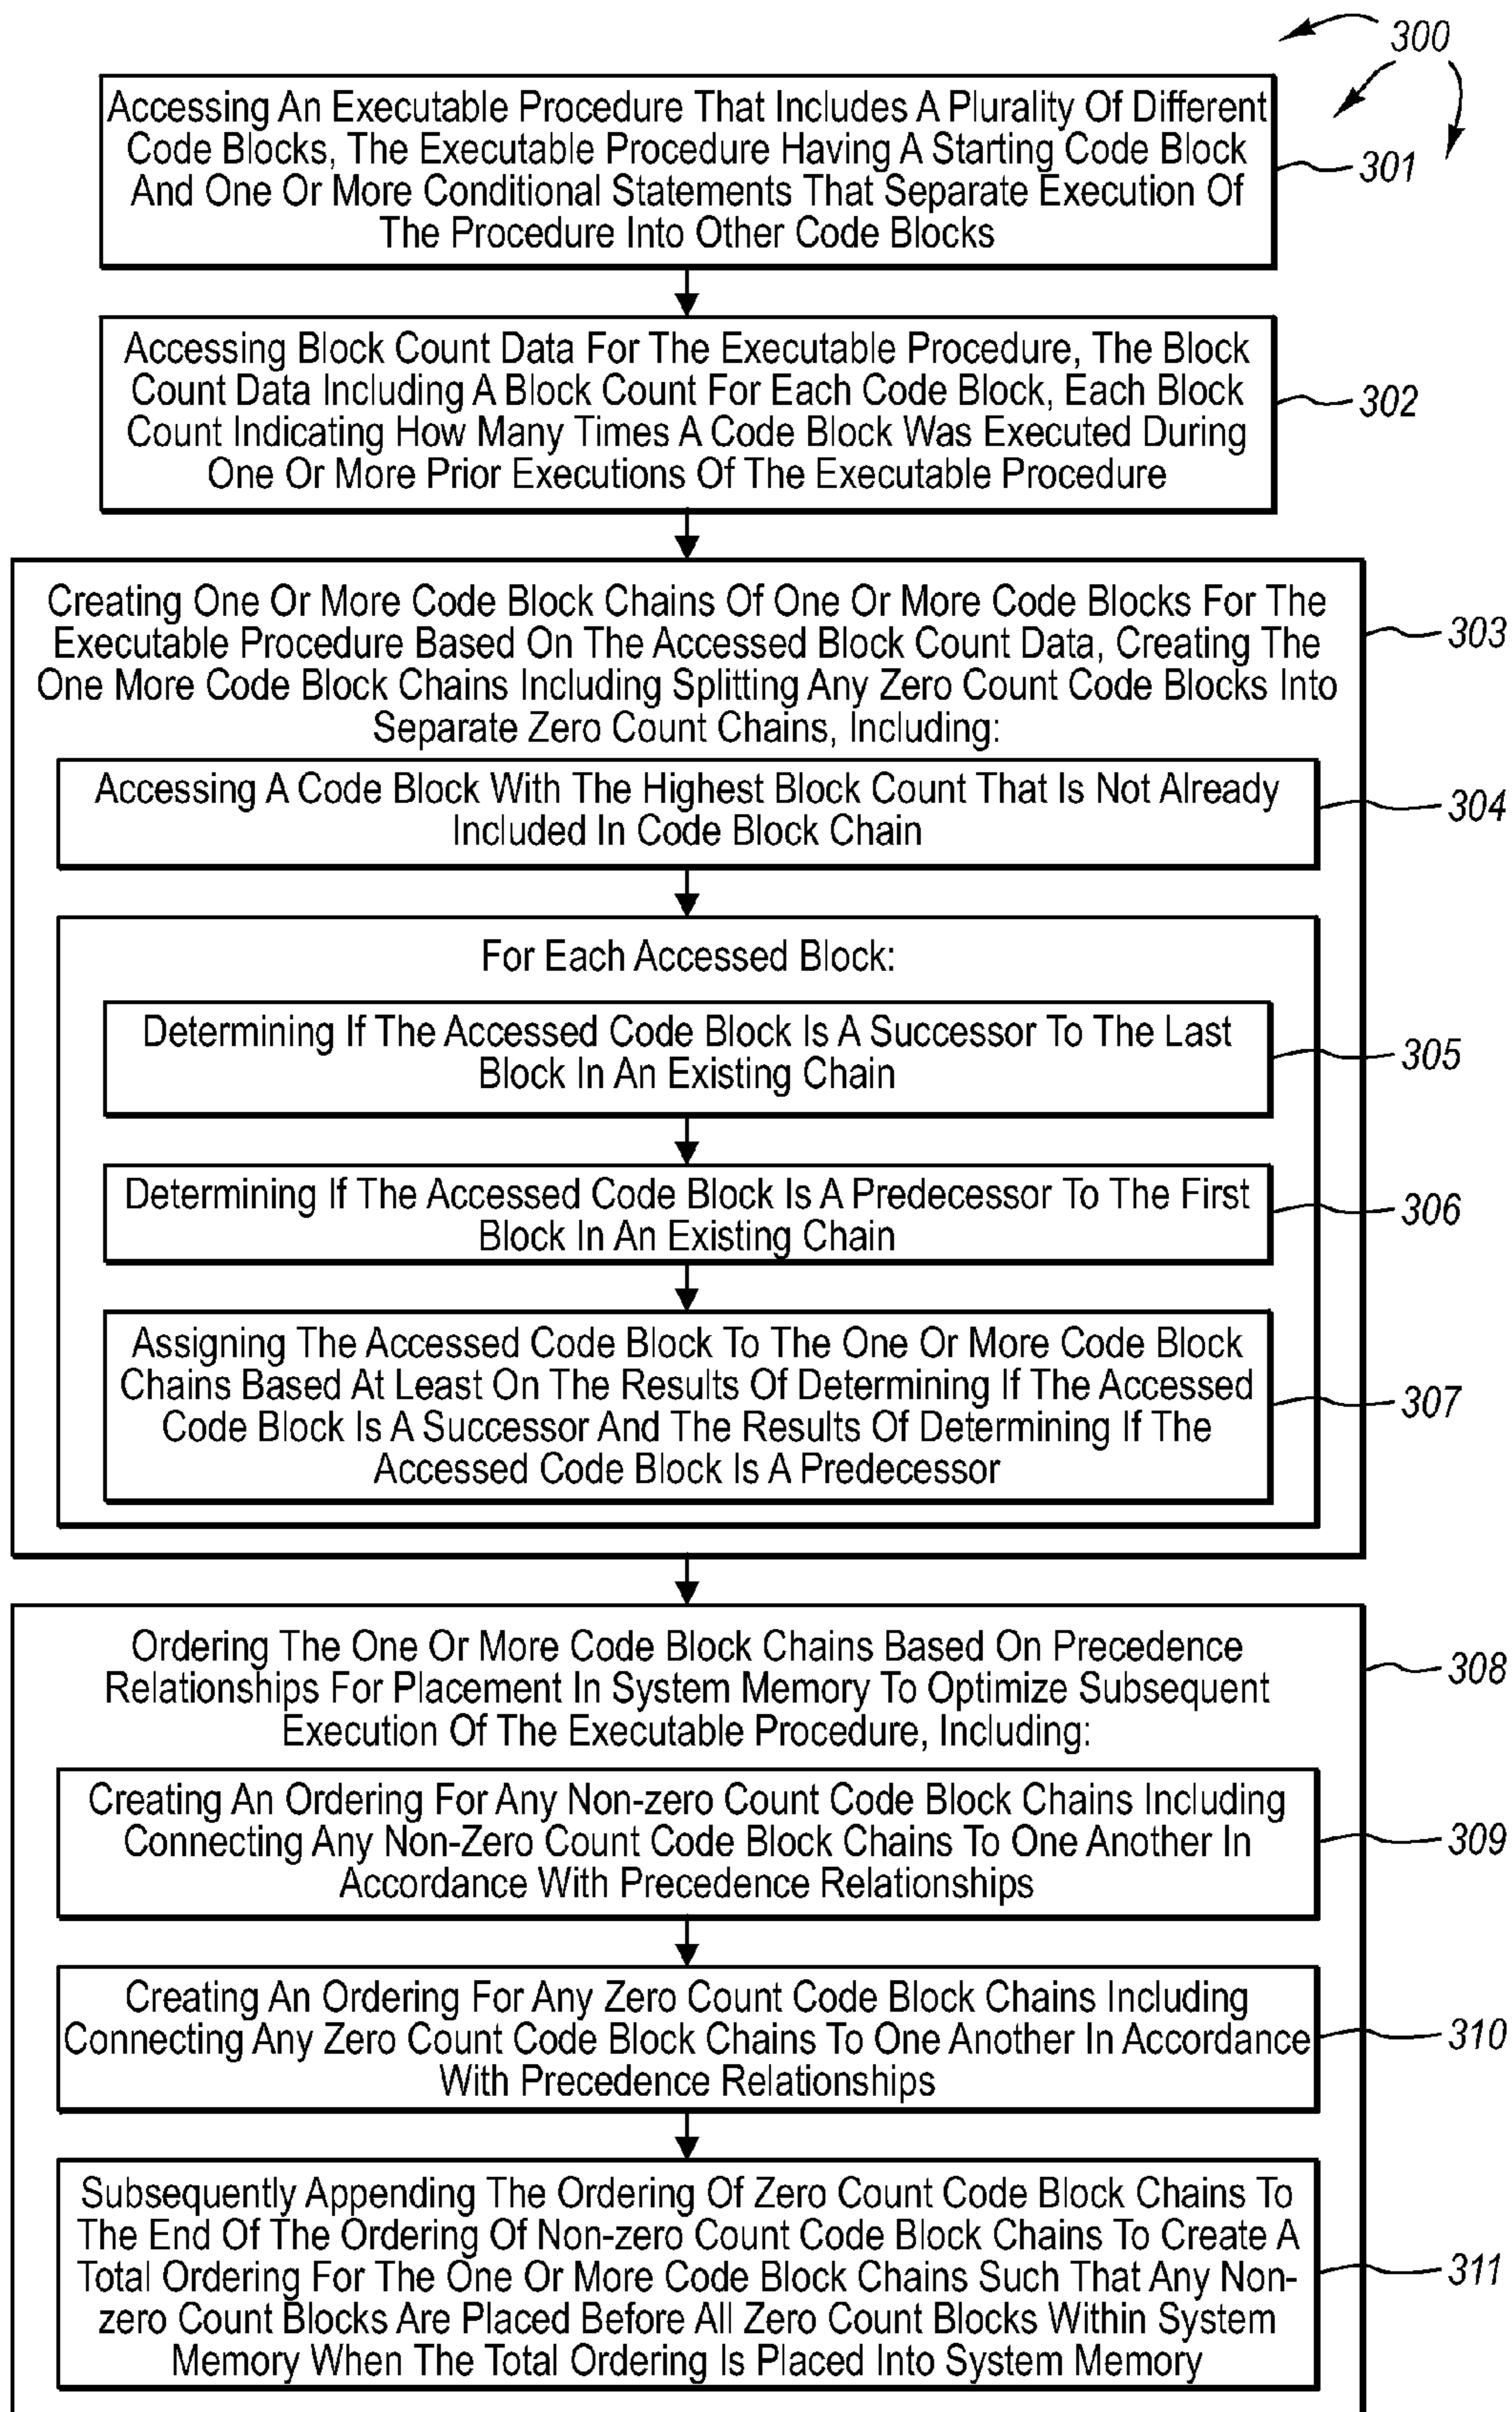 300
Accessing An Executable Procedure That Includes A Plurality Of Different
Code Blocks, The Executable Procedure Having A Starting Code Block
And One Or More Conditional Statements That Separate Execution Of
The Procedure Into Other Code Blocks
301
Accessing Block Count Data For The Executable Procedure, The Block
Count Data Including A Block Count For Each Code Block, Each Block
Count Indicating How Many Times A Code Block Was Executed During
One Or More Prior Executions Of The Executable Procedure
302
Creating One Or More Code Block Chains Of One Or More Code Blocks For The
Executable Procedure Based On The Accessed Block Count Data, Creating The
One More Code Block Chains Including Splitting Any Zero Count Code Blocks Into
Separate Zero Count Chains, Including:
303
Accessing A Code Block With The Highest Block Count That Is Not Already
Included In Code Block Chain
304
For Each Accessed Block:
Determining If The Accessed Code Block Is A Successor To The Last
Block In An Existing Chain
305
Determining If The Accessed Code Block Is A Predecessor To The First
Block In An Existing Chain
306
Assigning The Accessed Code Block To The One Or More Code Block
Chains Based At Least On The Results Of Determining If The Accessed
Code Block Is A Successor And The Results Of Determining If The
Accessed Code Block Is A Predecessor
307
Ordering The One Or More Code Block Chains Based On Precedence
Relationships For Placement In System Memory To Optimize Subsequent
Execution Of The Executable Procedure, Including:
308
Creating An Ordering For Any Non-zero Count Code Block Chains Including
Connecting Any Non-Zero Count Code Block Chains To One Another In
Accordance With Precedence Relationships
309
Creating An Ordering For Any Zero Count Code Block Chains Including
Connecting Any Zero Count Code Block Chains To One Another In Accordance
With Precedence Relationships
310
Subsequently Appending The Ordering Of Zero Count Code Block Chains To
The End Of The Ordering Of Non-zero Count Code Block Chains To Create A
Total Ordering For The One Or More Code Block Chains Such That Any Non-
zero Count Blocks Are Placed Before All Zero Count Blocks Within System
Memory When The Total Ordering Is Placed Into System Memory
311